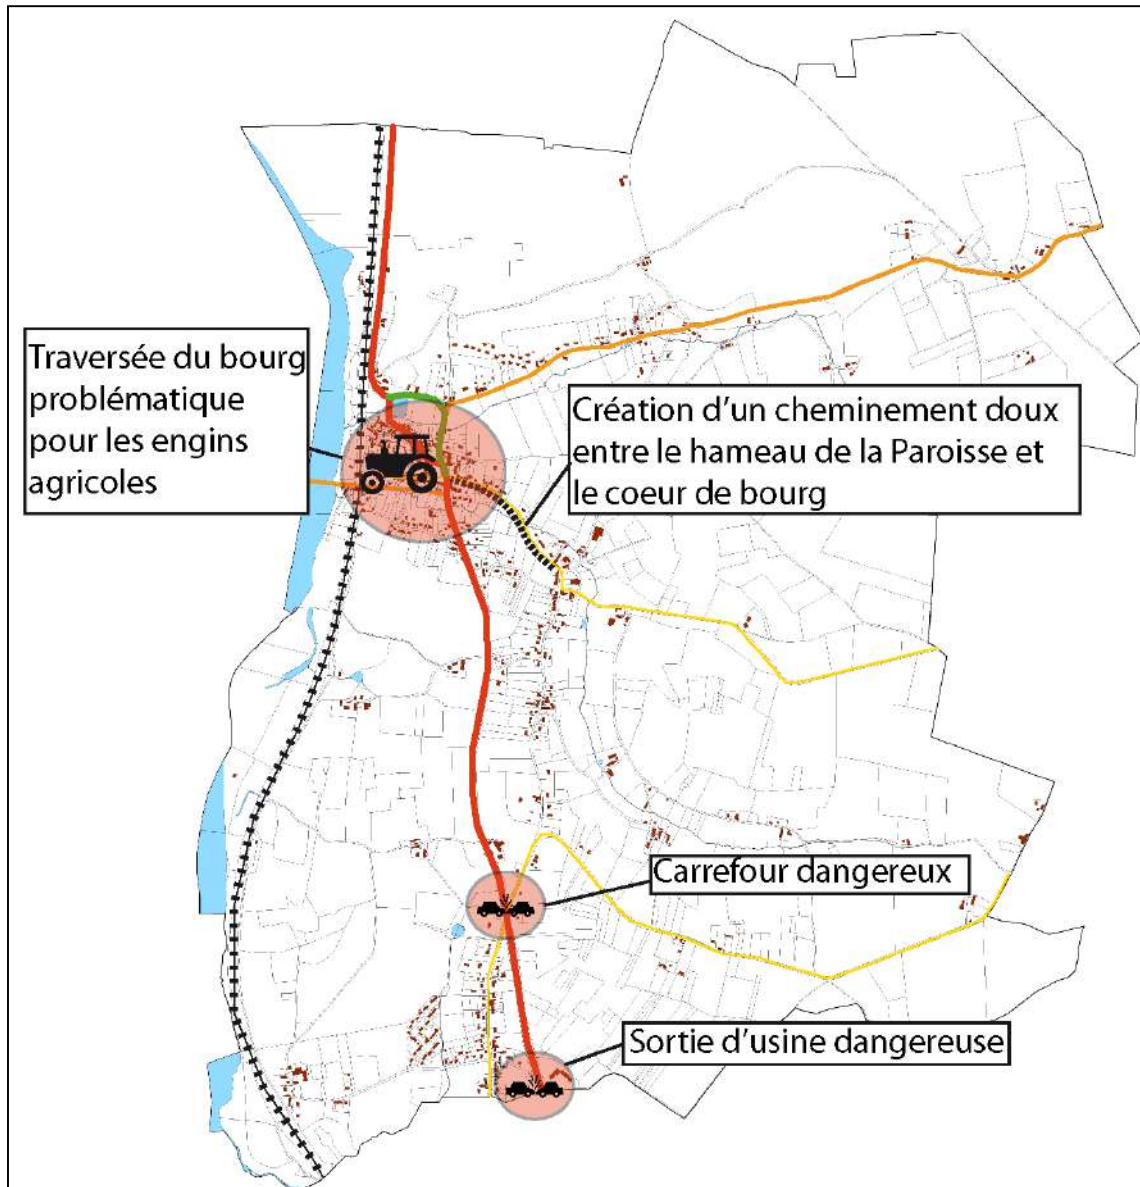 Traversée du bourg
problématique
pour les engins
agricoles
Création d'un cheminement doux
entre le hameau de la Paroisse et
le coeur de bourg
Carrefour dangereux
Sortie d'usine dangereuse